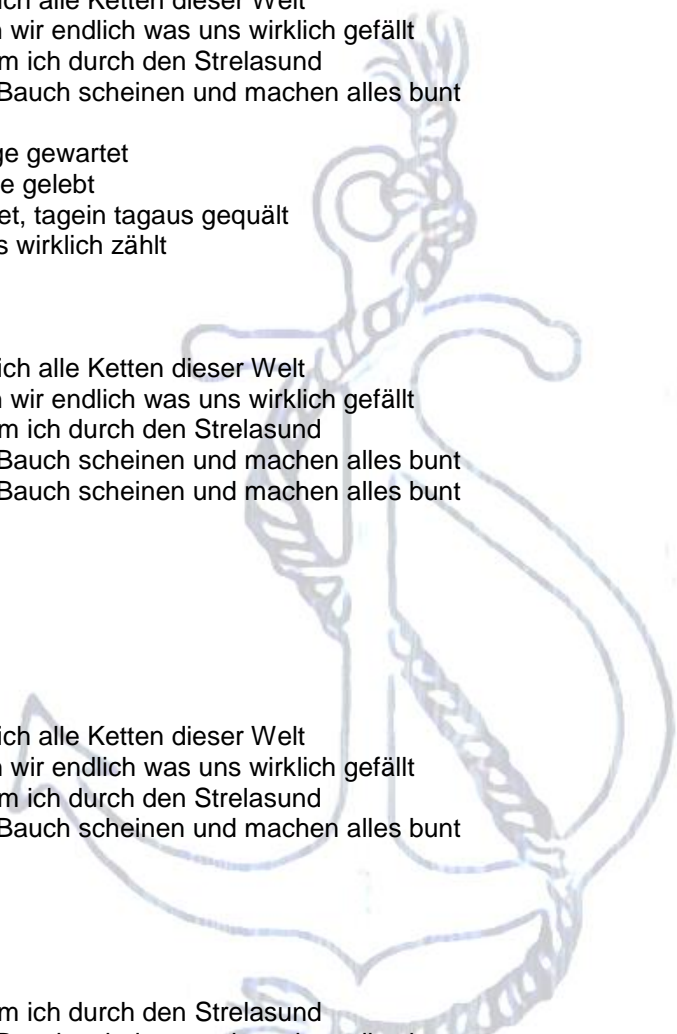 ich alle Ketten dieser Welt
wir endlich was uns wirklich gefällt
ich durch den Strelasund
Bauch scheinen und machen alles bunt
gewartet
gelebt
tagein tagaus gequält
wirklich zählt
ich alle Ketten dieser Welt
wir endlich was uns wirklich gefällt
ich durch den Strelasund
Bauch scheinen und machen alles bunt
Bauch scheinen und machen alles bunt
ich alle Ketten dieser Welt
wir endlich was uns wirklich gefällt
ich durch den Strelasund
Bauch scheinen und machen alles bunt
ich durch den Strelasund